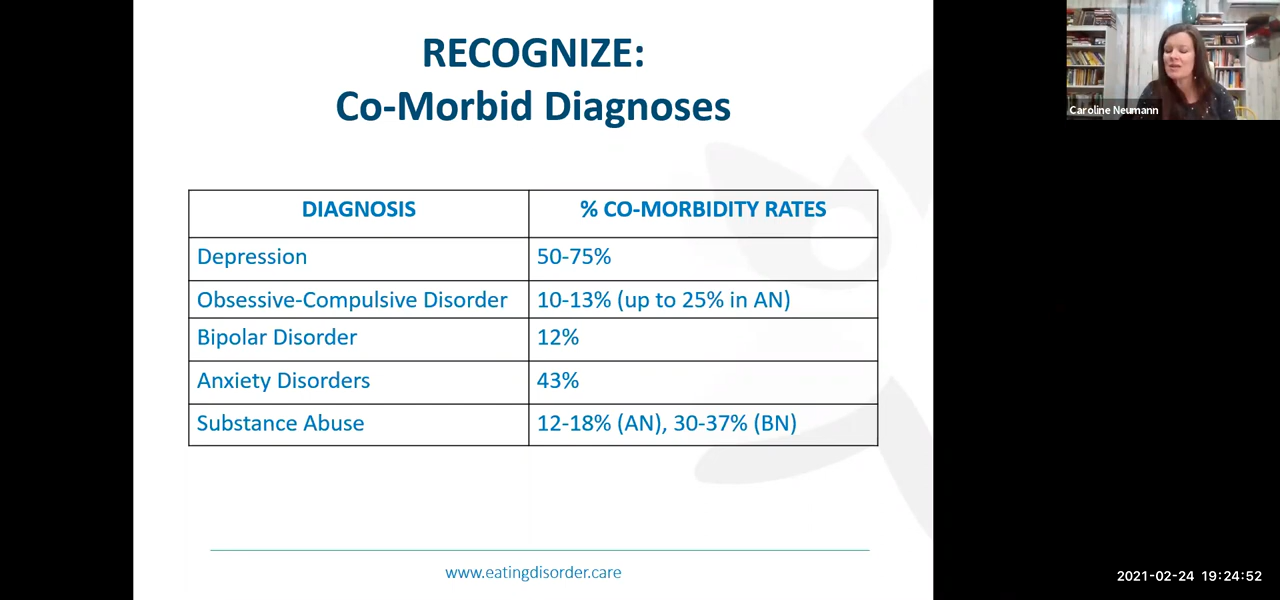 RECOGNIZE:
Co-Morbid Diagnoses
DIAGNOSIS % CO-MORBIDITY RATES
Depression 50-75%
Obsessive-Compulsive Disorder 10-13% (up to 25% in AN)
Bipolar Disorder 12%
Anxiety Disorders 43%
Substance Abuse 12-18% (AN), 30-37% (BN)
www.eatingdisorder.care
Caroline Neumann
2021-02-24 19:24:52